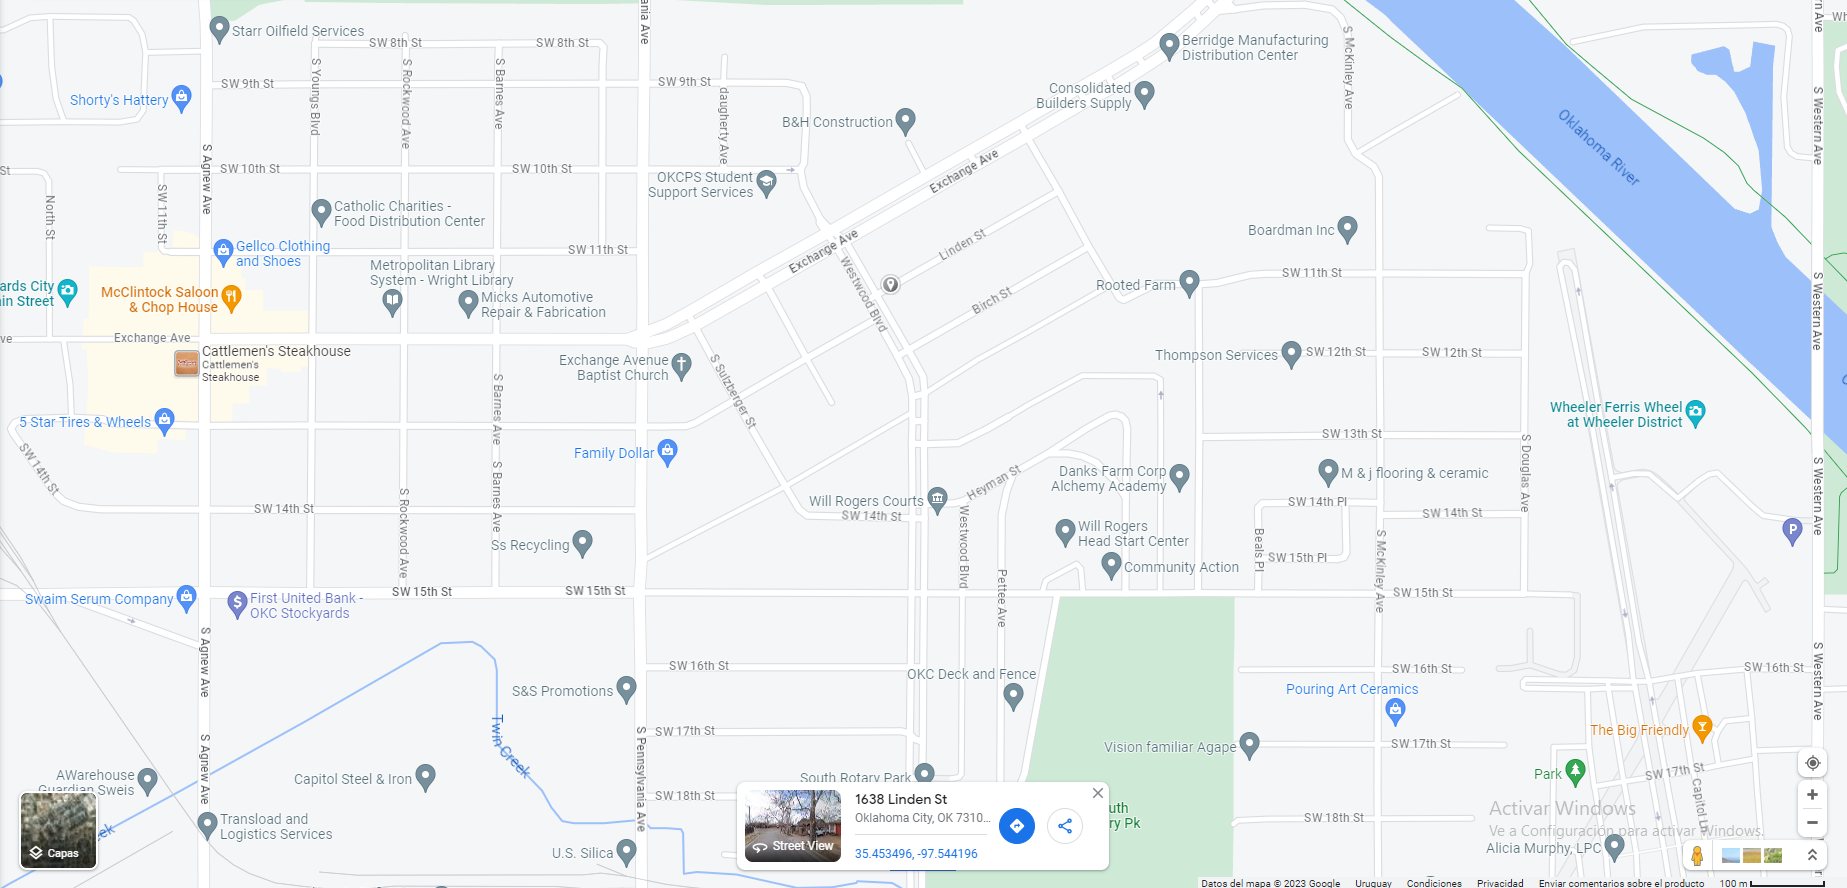 Starr Oilfield Services
SW 8th St
SW 8th St
ania Ave
Berridge Manufacturing
Distribution Center
S McKinley Ave
rn Ave
Wh
SW 9th St
SW 9th St
Shorty's Hattery
S Youngs Blvd
S Rockwood Ave
S Barnes Ave
daugherty Ave
Consolidated
Builders Supply
B&H Construction
S Western Ave
Oklahoma River
St
S Agnew Ave
SW 10th St
SW 10th St
OKCPS Student
Support Services
Exchange Ave
North St
SW 11th St
Catholic Charities -
Food Distribution Center
Gellco Clothing
and Shoes
SW 11th St
Exchange Ave
Linden St
Boardman Inc
Metropolitan Library
System - Wright Library
Westwood Blvd
SW 11th St
ards City
in Street
McClintock Saloon
& Chop House
Micks Automotive
Repair & Fabrication
Birch St
Rooted Farm
S Western Ave
ve
Exchange Ave
Cattlemen's Steakhouse
Cattlemen's
Steakhouse
Exchange Avenue
Baptist Church
S Sulzberger St
Thompson Services
SW 12th St
SW 12th St
S Barnes Ave
5 Star Tires & Wheels
Wheeler Ferris Wheel
at Wheeler District
SW 13th St
Family Dollar
SW 14th St
S Barnes Ave
S Rockwood Ave
Heyman St
Danks Farm Corp
Alchemy Academy
M & j flooring & ceramic
S Douglas Ave
S Western Ave
SW 14th St
Will Rogers Courts
SW 14th St
SW 14th Pl
SW 14th St
P
Ss Recycling
Westwood Blvd
Will Rogers
Head Start Center
Beals Pl
SW 15th Pl
S McKinley Ave
Community Action
Pettee Ave
Swaim Serum Company
First United Bank -
OKC Stockyards
SW 15th St
SW 15th St
SW 15th St
S Agnew Ave
SW 16th St
OKC Deck and Fence
SW 16th St
SW 16th St
S Western Ave
S&S Promotions
Pouring Art Ceramics
Twin Creek
S Pennsylvania Ave
SW 17th St
The Big Friendly
Vision familiar Agape
SW 17th St
S Agnew Ave
AWarehouse
Guardian Sweis
Capitol Steel & Iron
South Rotary Park
Park
SW 17th St
SW 18th St
1638 Linden St
Oklahoma City, OK 7310...
Street View
35.453496, -97.544196
uth
ry Pk
Capitol Ln
Activar Windows
Ve a Configuración para activar Windows.
SW 18th St
eek
Transload and
Logistics Services
Capas
U.S. Silica
Alicia Murphy, LPC
Datos del mapa © 2023 Google
Uruguay
Condiciones
Privacidad
Enviar comentarios sobre el producto
100 m